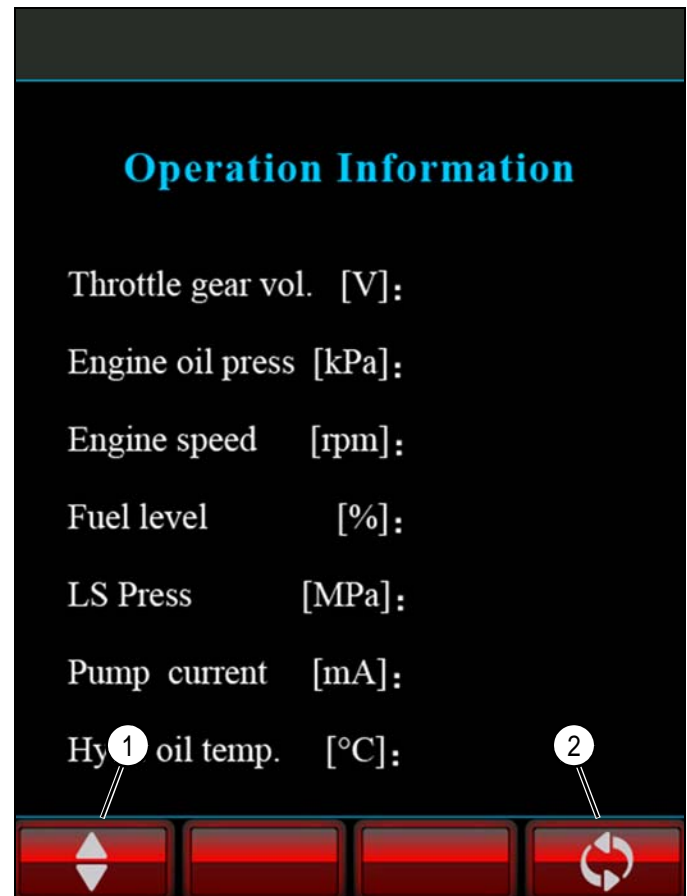 Operation Information
Throttle gear vol. [V]:
Engine oil press [kPa]:
Engine speed [rpm]:
Fuel level [%]:
LS Press [MPa]:
Pump current [mA]:
oil temp. [°C]:
1
2